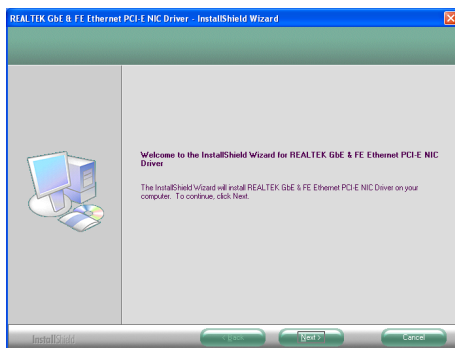 REALTEK GbE & FE Ethernet PCI-E NIC Driver - InstallShield Wizard
Welcome to the InstallShield Wizard for REALTEK GbE & FE Ethernet PCI-E NIC
Driver
The InstallShield Wizard will install REALTEK GbE & FE Ethernet PCI-E NIC Driver on your
computer. To continue, click Next.
InstallShield
< Back
Next >
Cancel